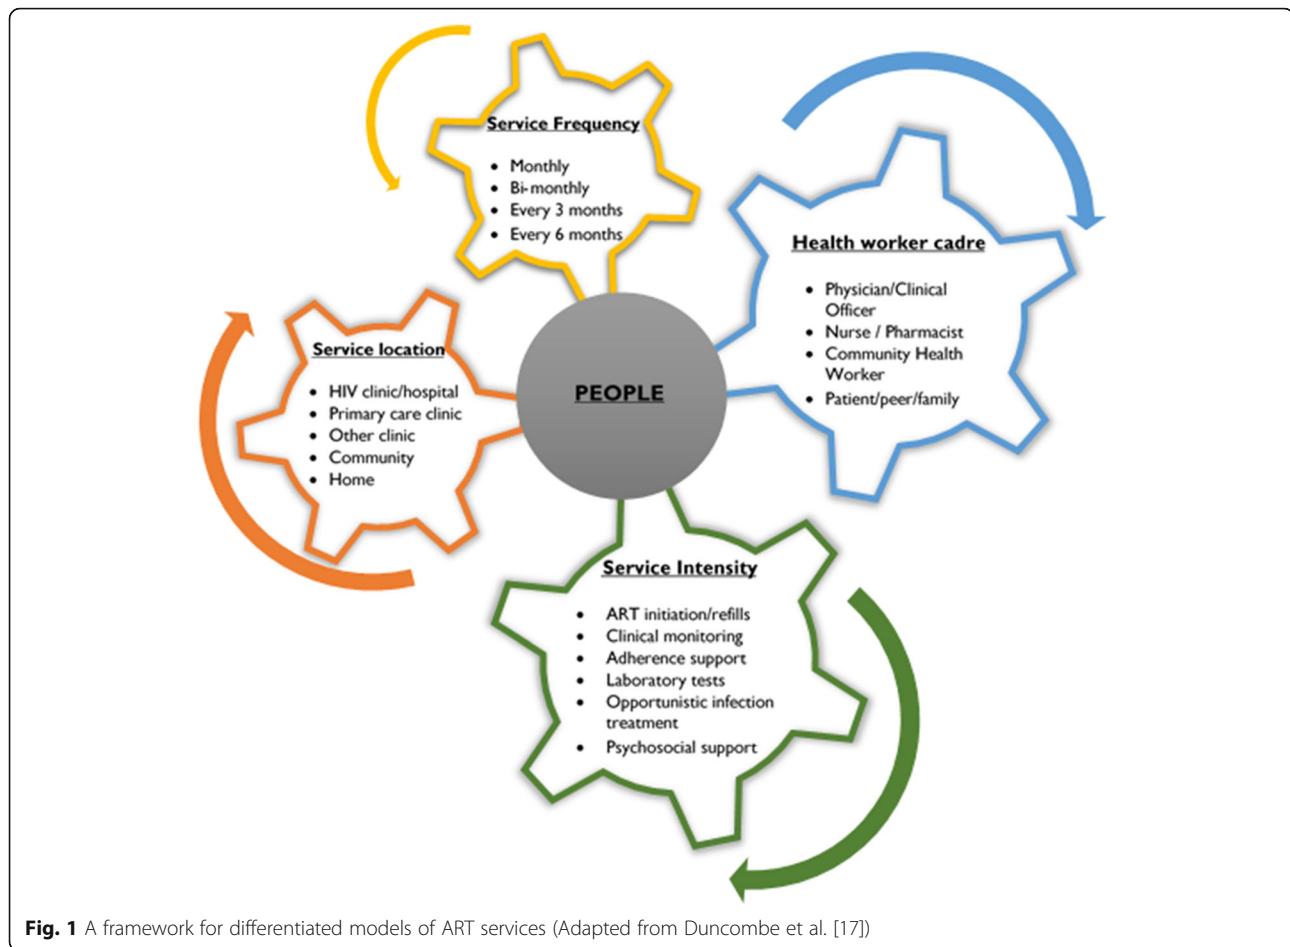 Service Frequency
• Monthly
• Bi-monthly
• Every 3 months
• Every 6 months
Health worker cadre
• Physician/Clinical
Officer
• Nurse / Pharmacist
• Community Health
Worker
• Patient/peer/family
Service location
• HIV clinic/hospital
• Primary care clinic
• Other clinic
• Community
• Home
PEOPLE
Service Intensity
• ART initiation/refills
• Clinical monitoring
• Adherence support
• Laboratory tests
• Opportunistic infection
treatment
• Psychosocial support
Fig. 1 A framework for differentiated models of ART services (Adapted from Duncombe et al. [17])